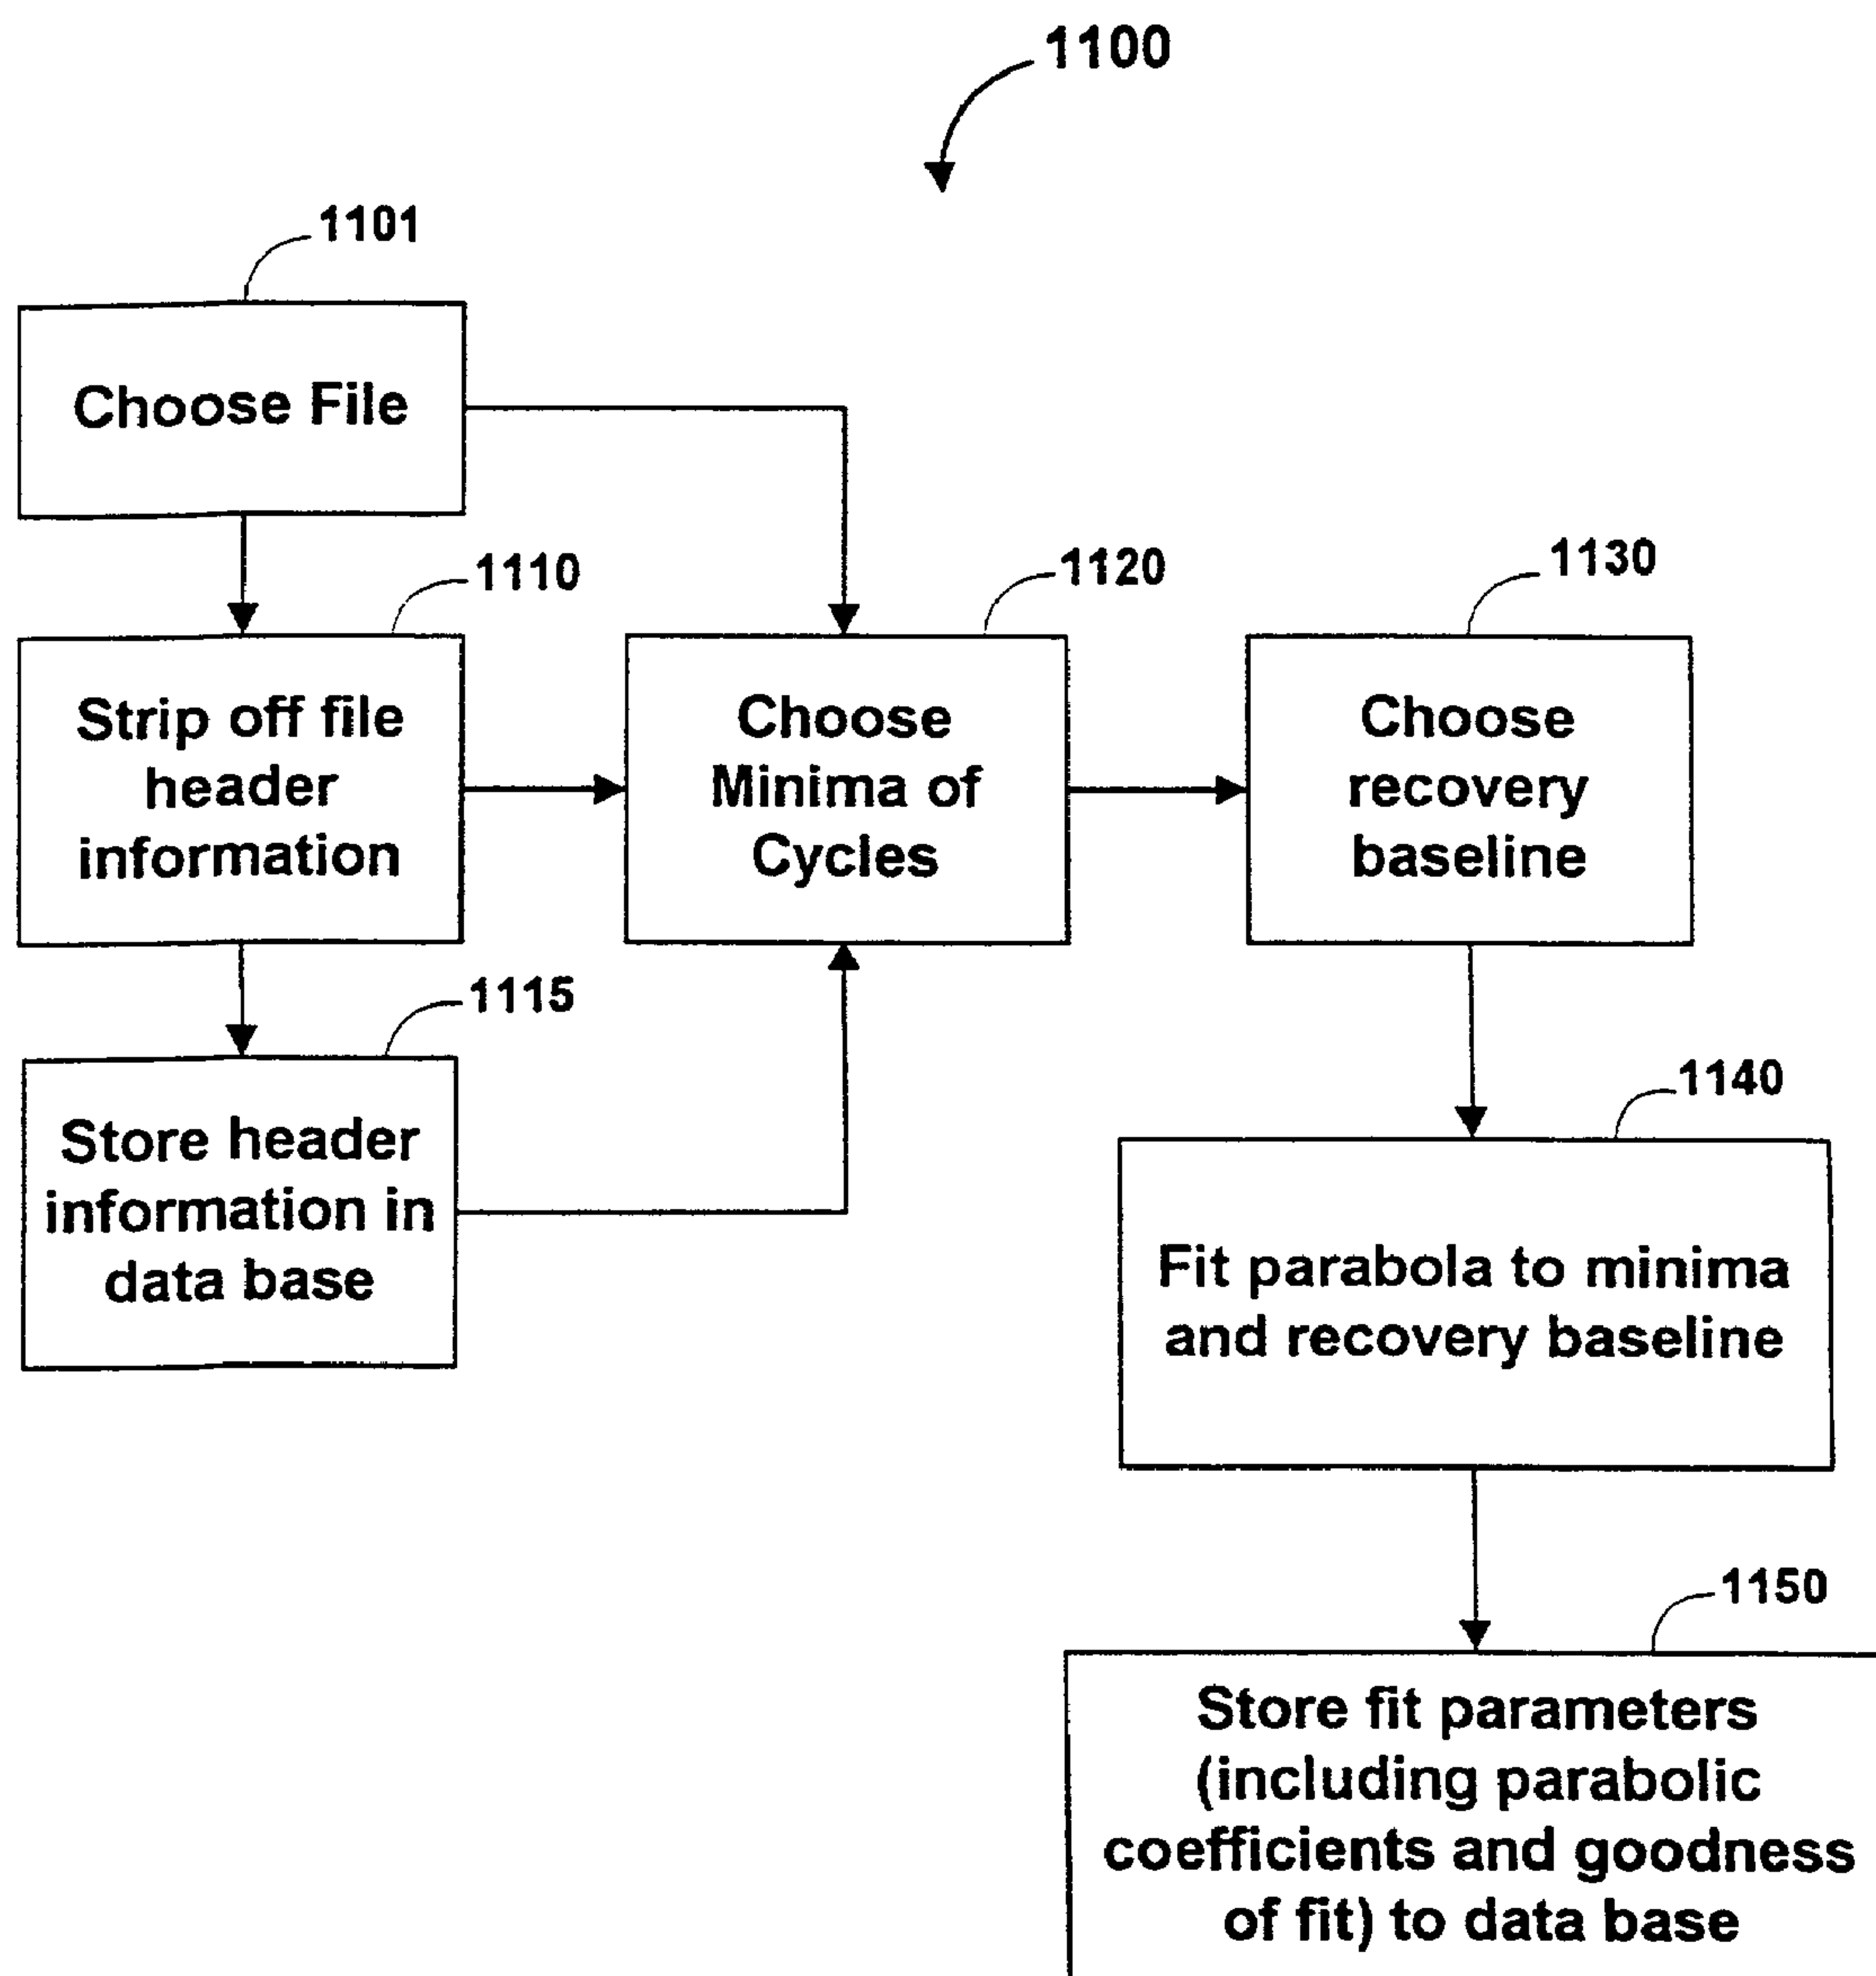 1100
1101
Choose File
1110
Strip off file
header
information
1120
Choose
Minima of
Cycles
1130
Choose
recovery
baseline
1115
Store header
information in
data base
1140
Fit parabola to minima
and recovery baseline
1150
Store fit parameters
(including parabolic
coefficients and goodness
of fit) to data base